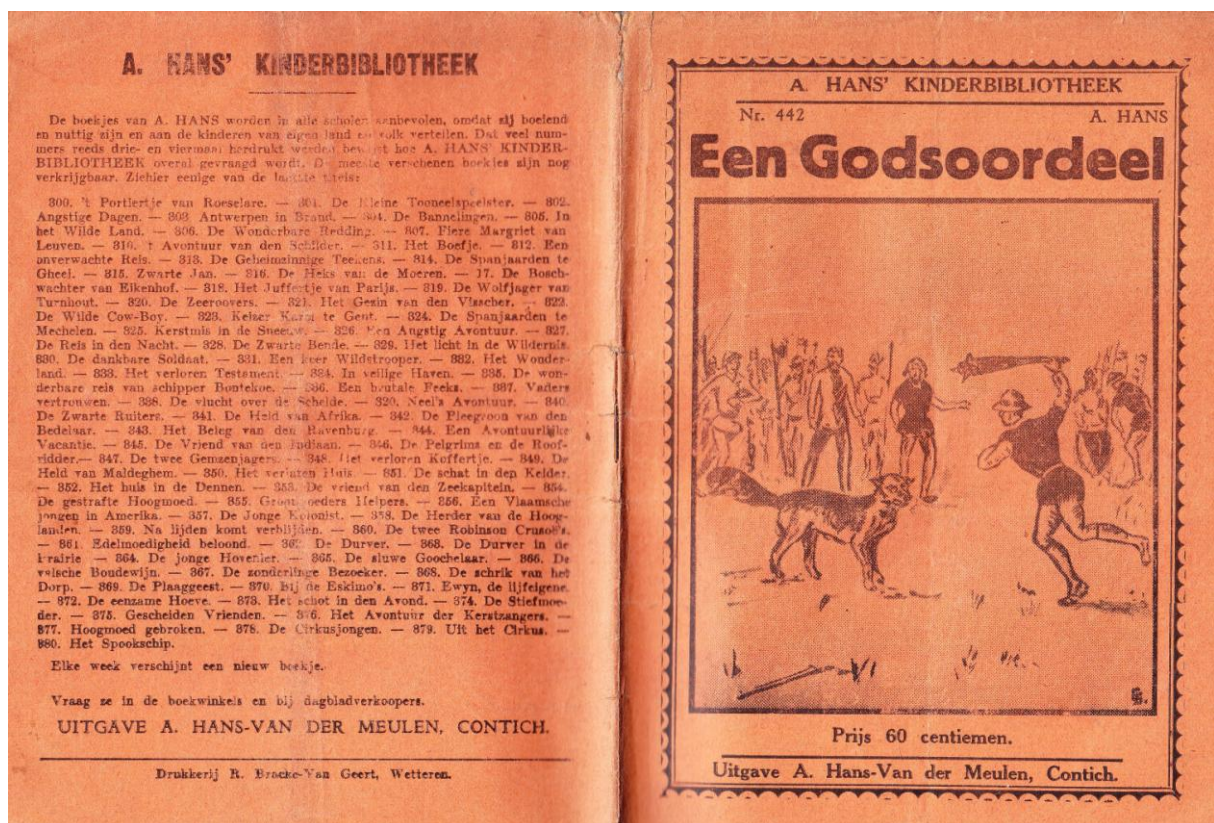 A. HANS' KINDERBIBLIOTHEEK
De boekjes van A. HANS worden in alle scholen aanbevolen, omdat zij boeiend
en nuttig zijn en aan de kinderen van eigen land en volk vertellen. Dat veel num-
mers reeds drie- en viermaal herdrukt werden bewijst hoe A. HANS' KINDER-
BIBLIOTHEEK overal gevraagd wordt. De meeste verschenen boekjes zijn nog
verkrijgbaar. Ziehier eenige van de laatste titels:
300. 't Portiertje van Roeselare. — 301. De Kleine Tooneelspeelster. — 302.
Angstige Dagen. — 303 Antwerpen in Brand. — 304. De Bannelingen. — 305. In
het Wilde Land. — 306. De Wonderbare Redding. — 307. Fiere Margriet van
Leuven. — 310. 't Avontuur van den Schilder. — 311. Het Boefje. — 312. Een
onverwachte Reis. — 313. De Geheimzinnige Teekens. — 314. De Spanjaarden te
Gheel. — 315. Zwarte Jan. — 316. De Heks van de Moeren. — 17. De Bosch-
wachter van Eikenhof. — 318. Het Juffertje van Parijs. — 319. De Wolfjager van
Turnhout. — 320. De Zeeroovers. — 321. Het Gezin van den Visscher. — 322.
De Wilde Cow-Boy. — 323. Keizer Karel te Gent. — 324. De Spanjaarden te
Mechelen. — 325. Kerstmis in de Sneeuw. — 326. Een Angstig Avontuur. — 327.
De Reis in den Nacht. — 328. De Zwarte Bende. — 329. Het licht in de Wildernis.
330. De dankbare Soldaat. — 331. Een keer Wildstrooper. — 332. Het Wonder-
land. — 333. Het verloren Testament. — 334. In veilige Haven. — 335. De won-
derbare reis van schipper Bontekoe. — 336. Een brutale Feeks. — 337. Vaders
vertrouwen. — 338. De vlucht over de Schelde. — 320. Neel's Avontuur. — 340.
De Zwarte Ruiters. — 341. De Held van Afrika. — 342. De Pleegzoon van den
Bedelaar. — 343. Het Beleg van den Ravenburg. — 344. Een Avontuurlijke
Vacantie. — 345. De Vriend van den Indiaan. — 346. De Pelgrims en de Roof-
ridder.— 347. De twee Gemzenjagers. — 348. Het verloren Koffertje. — 349. De
Held van Maldeghem. — 350. Het verlaten Huis. — 351. De schat in den Kelder.
— 352. Het huis in de Dennen. — 353. De vriend van den Zeekapitein. — 354.
De gestrafte Hoogmoed. — 355. Grootmoeders Helpers. — 356. Een Vlaamsche
jongen in Amerika. — 357. De Jonge Kolonist. — 358. De Herder van de Hoog-
landen. — 359. Na lijden komt verblijden. — 360. De twee Robinson Crusoë's.
— 361. Edelmoedigheid beloond. — 362. De Durver. — 363. De Durver in de
Prairie — 364. De jonge Hovenier. — 365. De sluwe Goochelaar. — 366. De
valsche Boudewijn. — 367. De zonderlinge Bezoeker. — 368. De schrik van het
Dorp. — 369. De Plaaggeest. — 370. Bij de Eskimo's. — 371. Ewyn, de lijfeigene.
— 372. De eenzame Hoeve. — 373. Het schot in den Avond. — 374. De Stiefmoe-
der. — 375. Gescheiden Vrienden. — 376. Het Avontuur der Kerstzangers. —
377. Hoogmoed gebroken. — 378. De Cirkusjongen. — 379. Uit het Cirkus. —
380. Het Spookschip.
Elke week verschijnt een nieuw boekje.
Vraag ze in de boekwinkels en bij dagbladverkoopers.
UITGAVE A. HANS-VAN DER MEULEN, CONTICH.
Drukkerij R. Bracke-Van Geert, Wetteren.
A. HANS' KINDERBIBLIOTHEEK
Nr. 442 A. HANS
Een Godsoordeel
Prijs 60 centiemen.
Uitgave A. Hans-Van der Meulen, Contich.